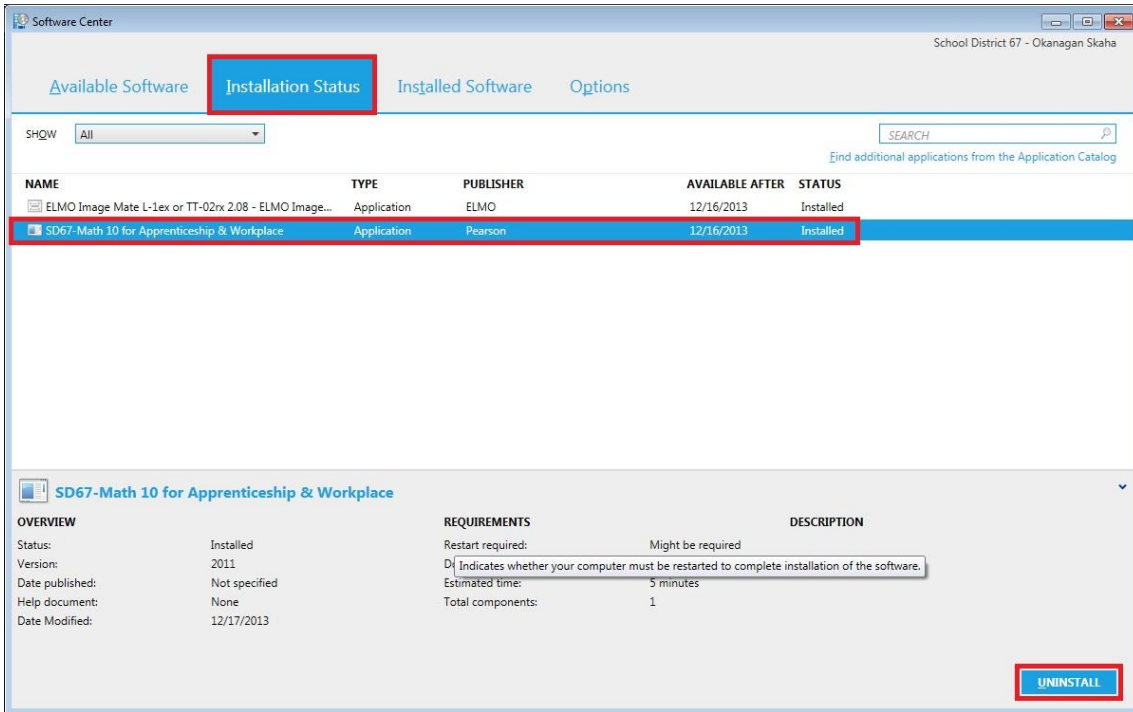 Software Center
School District 67 - Okanagan Skaha
Available Software Installation Status Installed Software Options
SHOW All SEARCH
Find additional applications from the Application Catalog
NAME TYPE PUBLISHER AVAILABLE AFTER STATUS
ELMO Image Mate L-1ex or TT-02rx 2.08 - ELMO Image... Application ELMO 12/16/2013 Installed
SD67-Math 10 for Apprenticeship & Workplace Application Pearson 12/16/2013 Installed
SD67-Math 10 for Apprenticeship & Workplace
OVERVIEW REQUIREMENTS DESCRIPTION
Status: Installed Restart required: Might be required
Version: 2011 Indicates whether your computer must be restarted to complete installation of the software.
Date published: Not specified Estimated time: 5 minutes
Help document: None Total components: 1
Date Modified: 12/17/2013
UNINSTALL